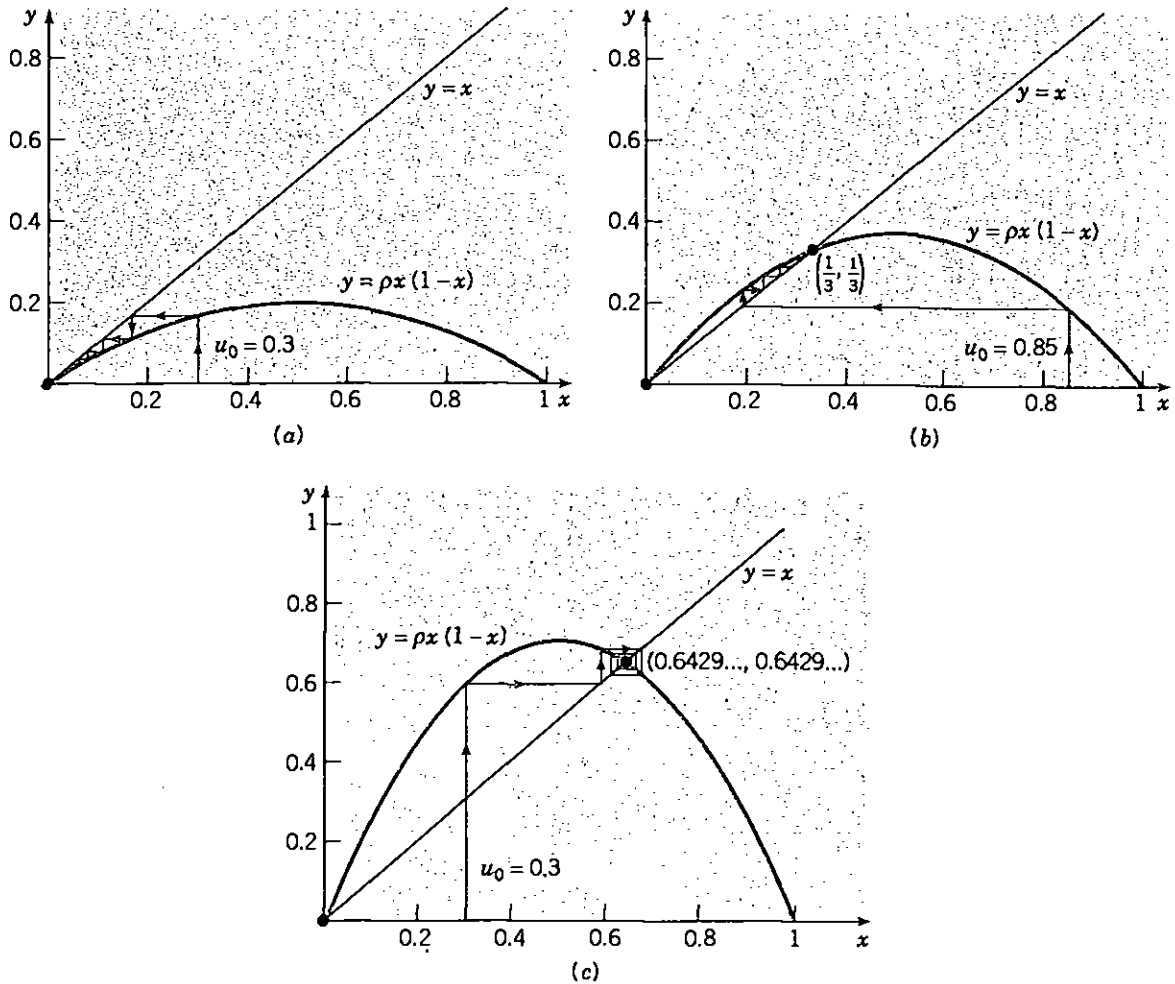 y
0.8
0.6
0.4
0.2
y = x
y = ρx (1 – x)
u₀ = 0.3
0.2 0.4 0.6 0.8 1 x
(a)
y
0.8
0.6
0.4
0.2
y = x
y = ρx (1 – x)
(1/3, 1/3)
u₀ = 0.85
0.2 0.4 0.6 0.8 1 x
(b)
y
1
0.8
0.6
0.4
0.2
y = x
y = ρx (1 – x)
(0.6429..., 0.6429...)
u₀ = 0.3
0.2 0.4 0.6 0.8 1 x
(c)